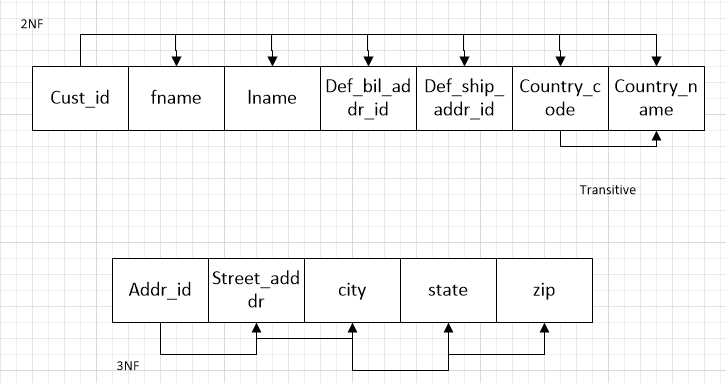 2NF
Cust_id
fname
lname
Def_bil_ad
dr_id
Def_ship_
addr_id
Country_c
ode
Country_n
ame
Transitive
Addr_id
Street_add
dr
city
state
zip
3NF